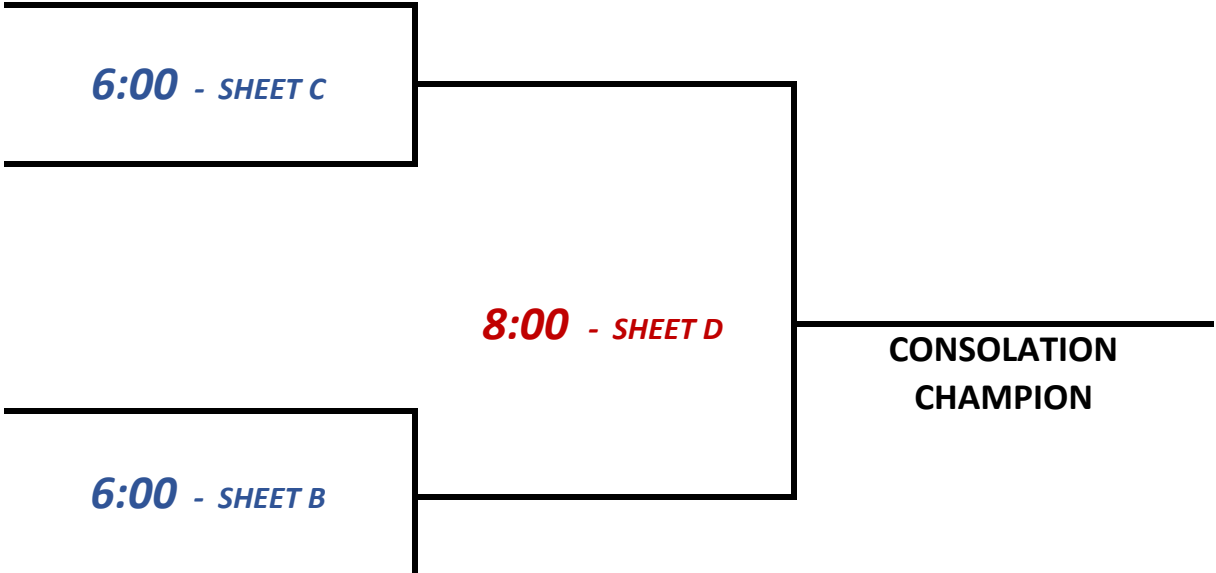 6:00 - SHEET C
8:00 - SHEET D
CONSOLATION
CHAMPION
6:00 - SHEET B